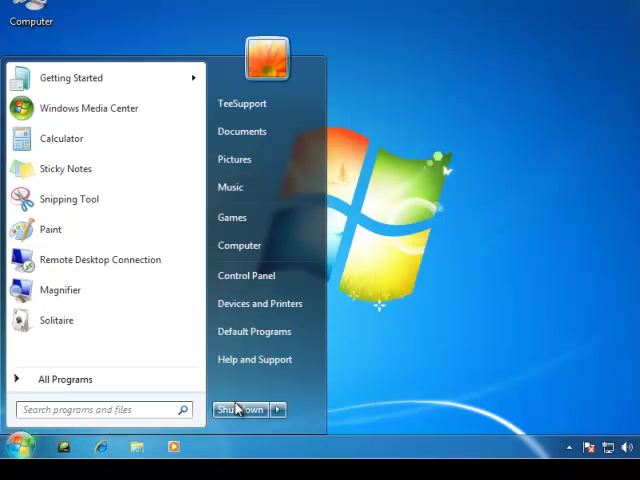 Computer
Getting Started
Windows Media Center
Calculator
Sticky Notes
Snipping Tool
Paint
Remote Desktop Connection
Magnifier
Solitaire
All Programs
Search programs and files
TeeSupport
Documents
Pictures
Music
Games
Computer
Control Panel
Devices and Printers
Default Programs
Help and Support
Shut down